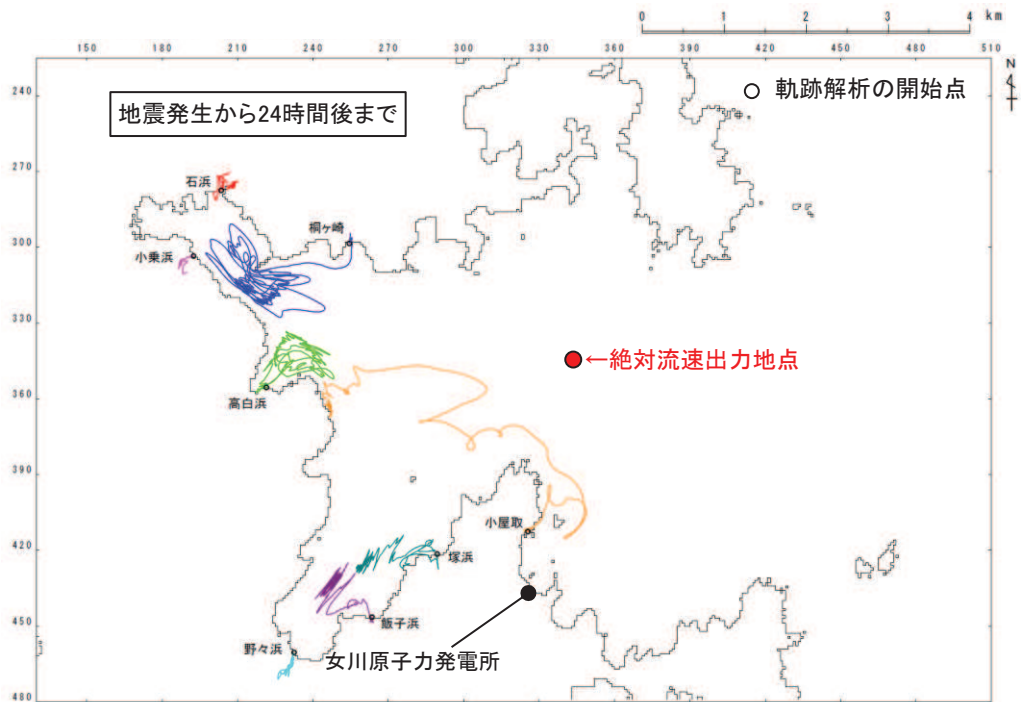 0 1 2 3 4 km
150 180 210 240 270 300 330 360 390 420 450 480 510
N
240
270
300
330
360
390
420
450
480
地震発生から24時間後まで
○ 軌跡解析の開始点
石浜
桐ヶ崎
小乗浜
←絶対流速出力地点
高白浜
小屋取
塚浜
飯子浜
野々浜
女川原子力発電所